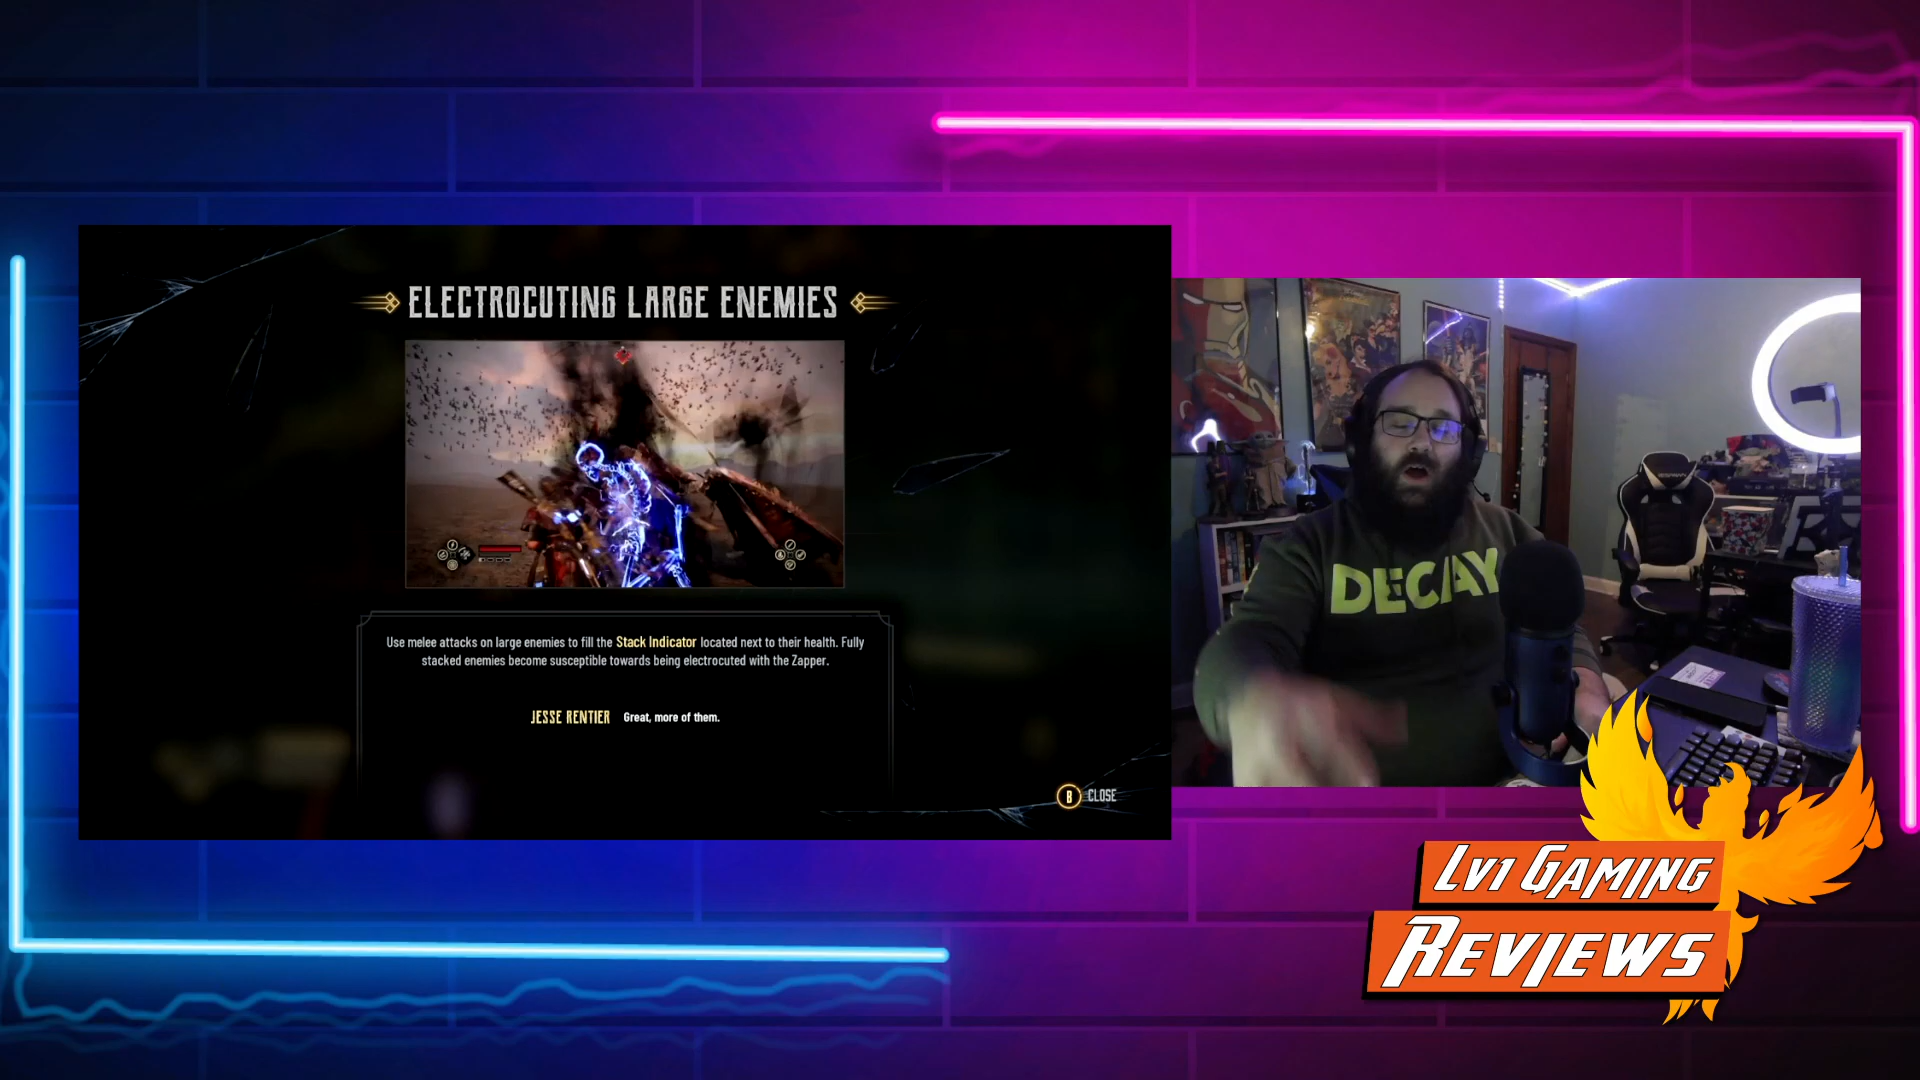 ELECTROCUTING LARGE ENEMIES
Use melee attacks on large enemies to fill the Stack Indicator located next to their health. Fully
stacked enemies become susceptible towards being electrocuted with the Zapper.
JESSE RENTIER Great, more of them.
B CLOSE
DECAY
LV1 GAMING
REVIEWS